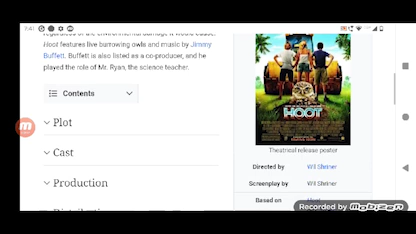 7:41
regardless of the environmental damage it would cause.
Hoot features live burrowing owls and music by Jimmy
Buffett. Buffett is also listed as a co-producer, and he
played the role of Mr. Ryan, the science teacher.
Contents
Plot
Cast
Production
HOOT
Theatrical release poster
Directed by Wil Shriner
Screenplay by Wil Shriner
Based on Hoot
Recorded by Mobizen